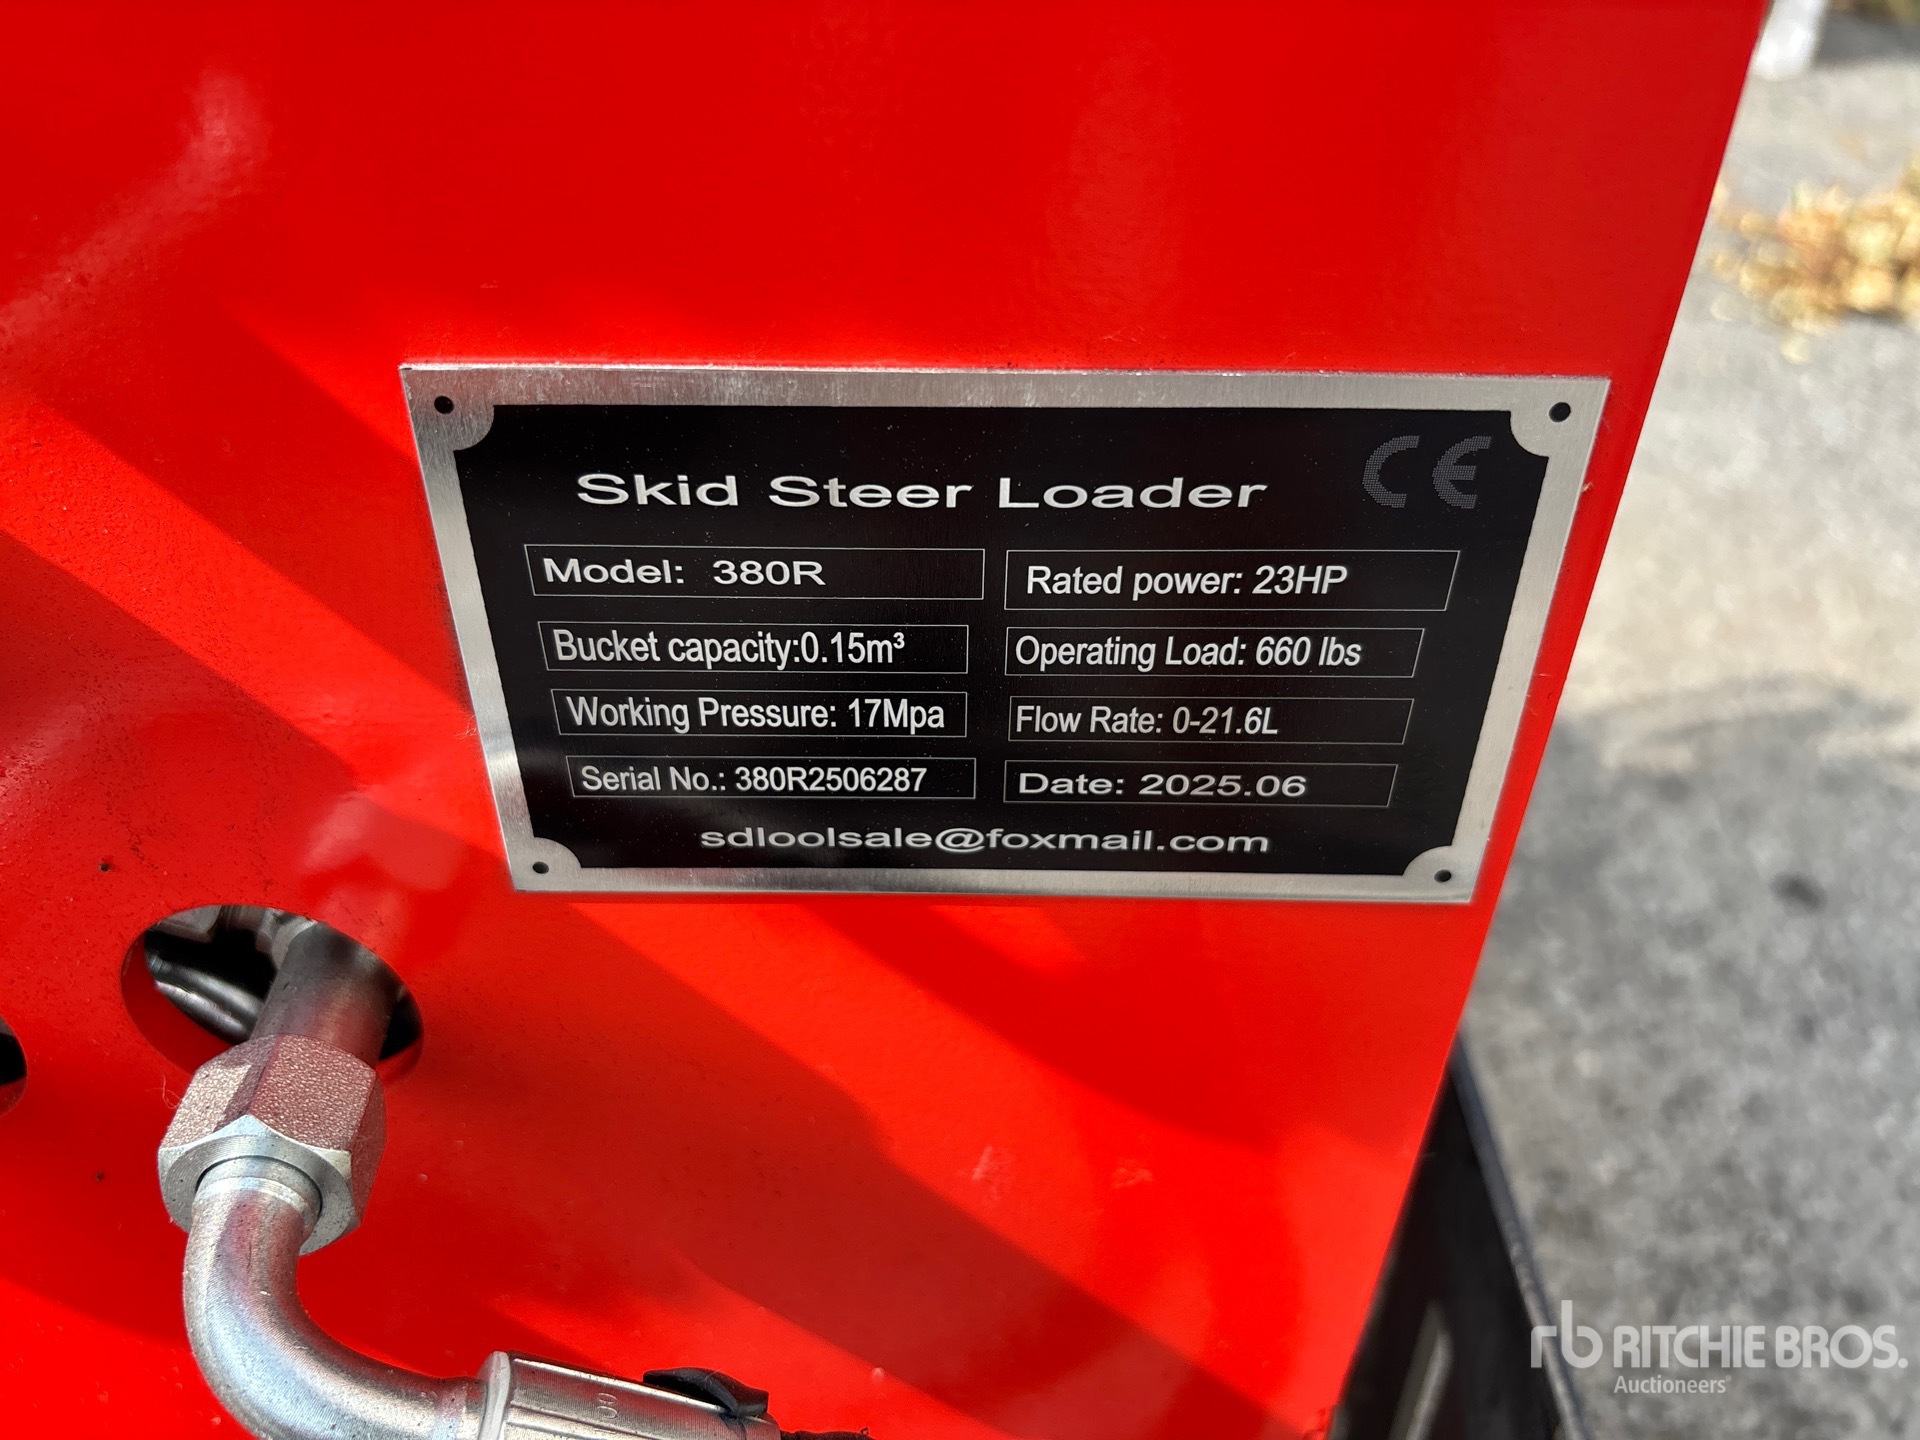 CE
Skid Steer Loader
Model: 380R
Rated power: 23HP
Bucket capacity:0.15m³
Operating Load: 660 lbs
Working Pressure: 17Mpa
Flow Rate: 0-21.6L
Serial No.: 380R2506287
Date: 2025.06
sdloolsale@foxmail.com
rb RITCHIE BROS.
Auctioneers